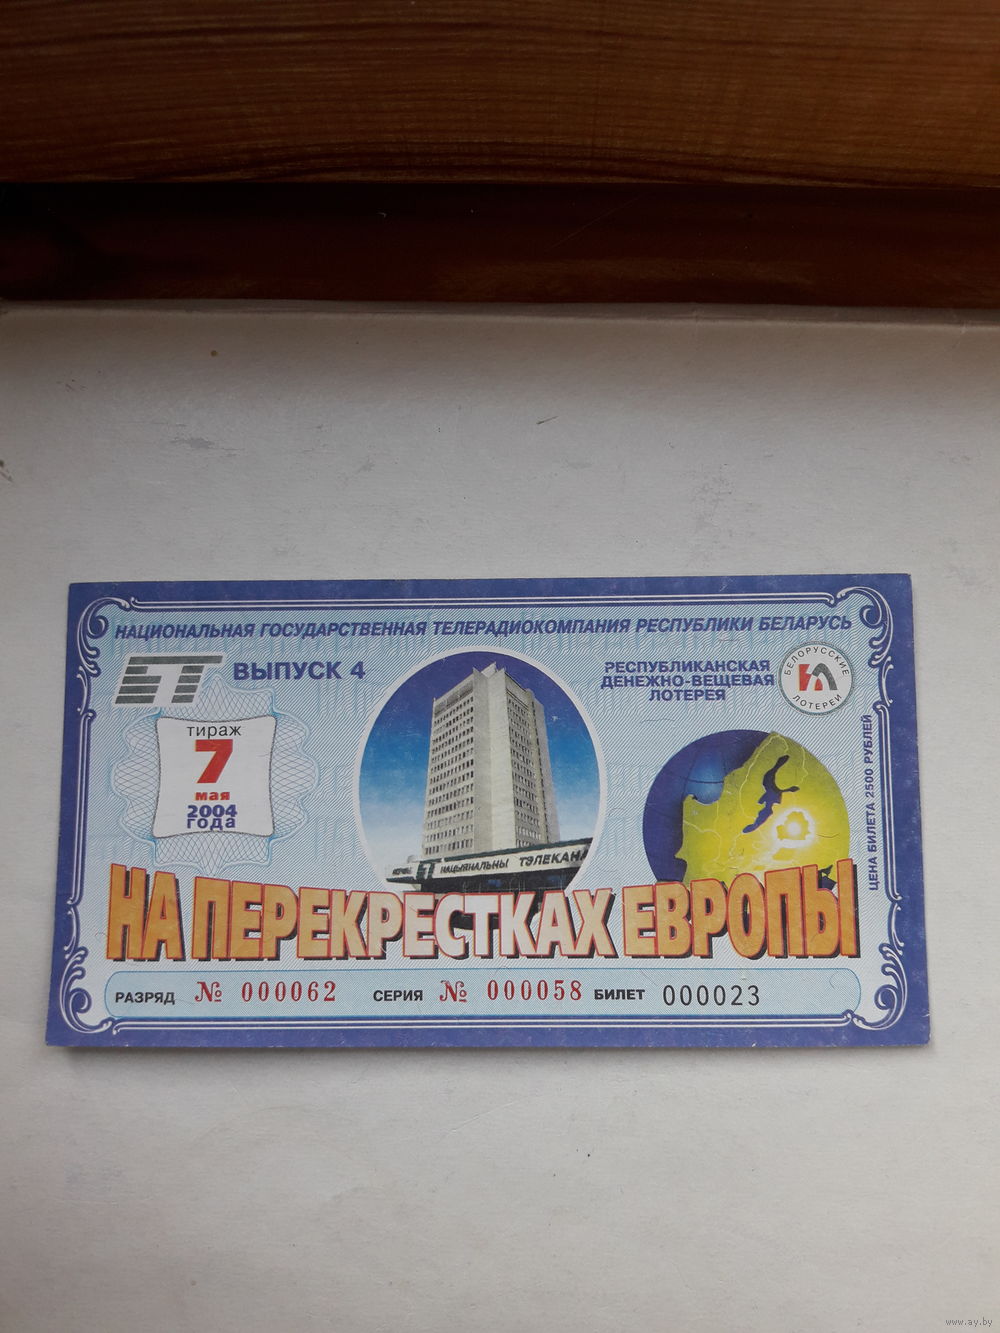 НАЦИОНАЛЬНАЯ ГОСУДАРСТВЕННАЯ ТЕЛЕРАДИОКОМПАНИЯ РЕСПУБЛИКИ БЕЛАРУСЬ
ВЫПУСК 4
РЕСПУБЛИКАНСКАЯ
ДЕНЕЖНО-ВЕЩЕВАЯ
ЛОТЕРЕЯ
БЕЛОРУССКИЕ
ЛОТЕРЕИ
тираж
7
мая
2004
года
НАЦЫЯНАЛЬНЫ ТЭЛЕКАНА
ЦЕНА БИЛЕТА 2500 РУБЛЕЙ
НА ПЕРЕКРЕСТКАХ ЕВРОПЫ
РАЗРЯД № 000062 СЕРИЯ № 000058 БИЛЕТ 000023
www.ay.by